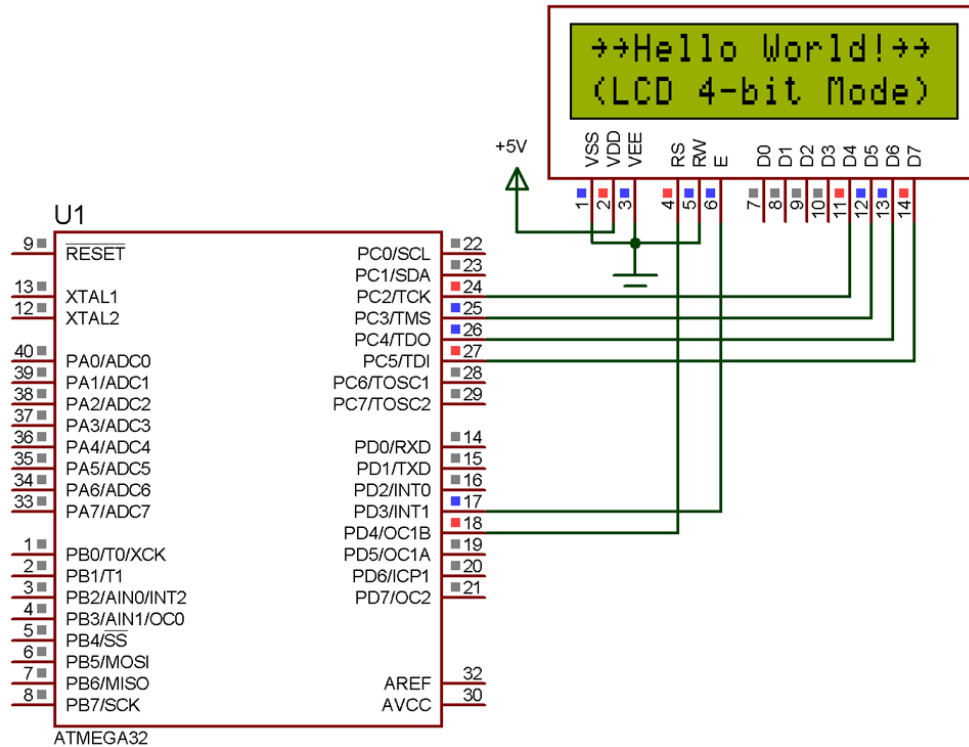 →→Hello World!→→
(LCD 4-bit Mode)
+5V
VSS
VDD
VEE
RS
RW
E
D0
D1
D2
D3
D4
D5
D6
D7
1
2
3
4
5
6
7
8
9
10
11
12
13
14
U1
9 RESET
13 XTAL1
12 XTAL2
40 PA0/ADC0
39 PA1/ADC1
38 PA2/ADC2
37 PA3/ADC3
36 PA4/ADC4
35 PA5/ADC5
34 PA6/ADC6
33 PA7/ADC7
1 PB0/T0/XCK
2 PB1/T1
3 PB2/AIN0/INT2
4 PB3/AIN1/OC0
5 PB4/SS
6 PB5/MOSI
7 PB6/MISO
8 PB7/SCK
PC0/SCL 22
PC1/SDA 23
PC2/TCK 24
PC3/TMS 25
PC4/TDO 26
PC5/TDI 27
PC6/TOSC1 28
PC7/TOSC2 29
PD0/RXD 14
PD1/TXD 15
PD2/INT0 16
PD3/INT1 17
PD4/OC1B 18
PD5/OC1A 19
PD6/ICP1 20
PD7/OC2 21
AREF 32
AVCC 30
ATMEGA32